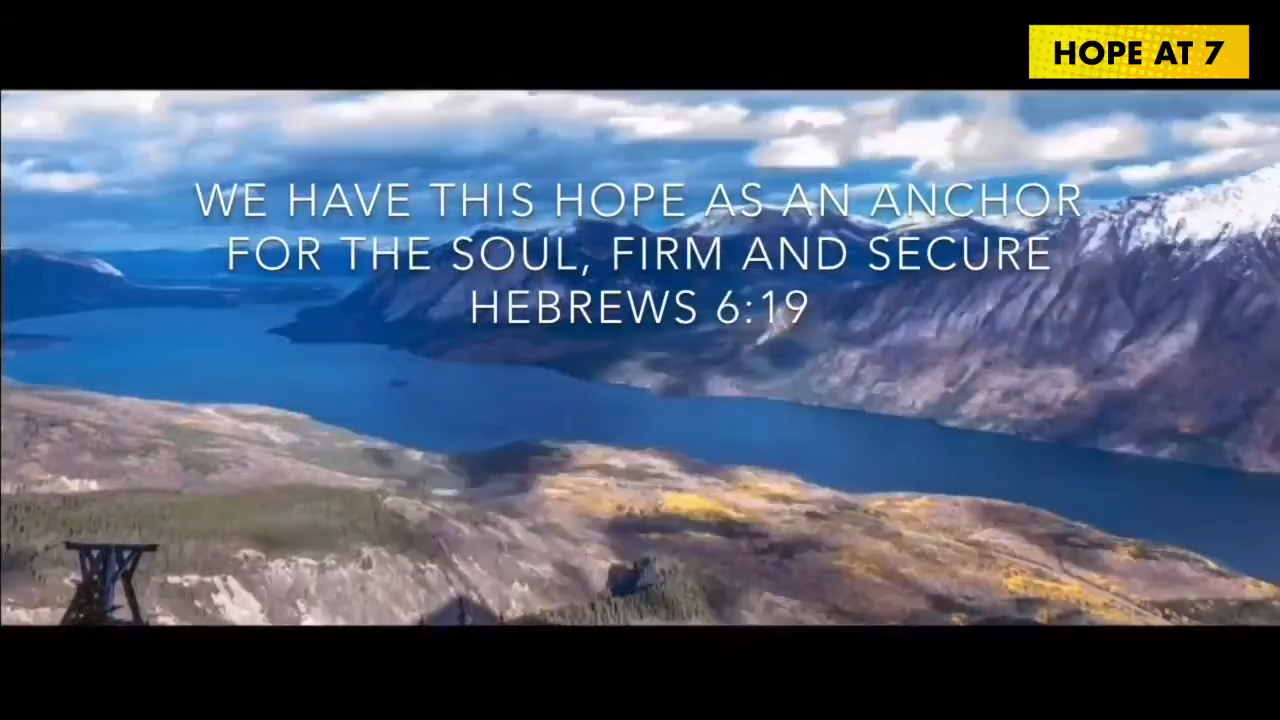 HOPE AT 7
WE HAVE THIS HOPE AS AN ANCHOR
FOR THE SOUL, FIRM AND SECURE
HEBREWS 6:19